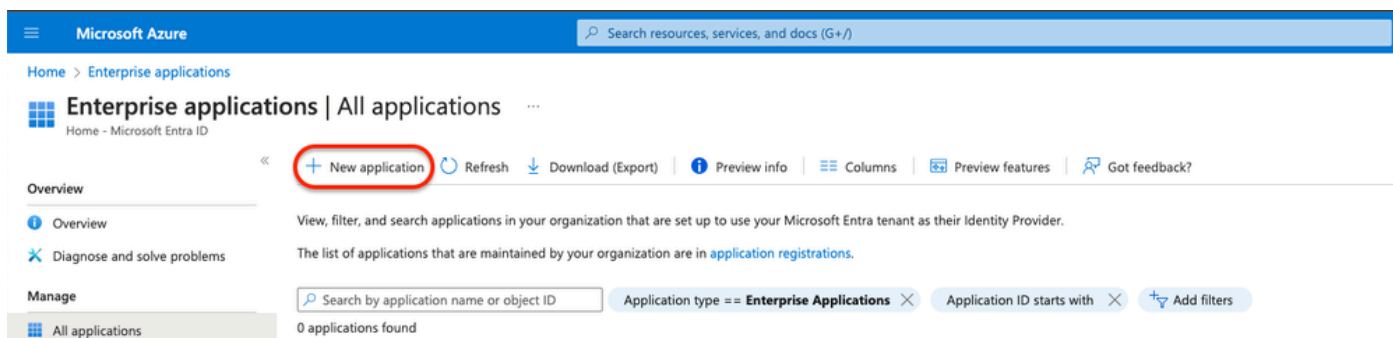 Microsoft Azure
Search resources, services, and docs (G+/)
Home > Enterprise applications
Enterprise applications | All applications ...
Home - Microsoft Entra ID
«
New application Refresh Download (Export) Preview info Columns Preview features Got feedback?
Overview
Overview
Diagnose and solve problems
Manage
All applications
View, filter, and search applications in your organization that are set up to use your Microsoft Entra tenant as their Identity Provider.
The list of applications that are maintained by your organization are in application registrations.
Search by application name or object ID
Application type == Enterprise Applications
Application ID starts with
Add filters
0 applications found